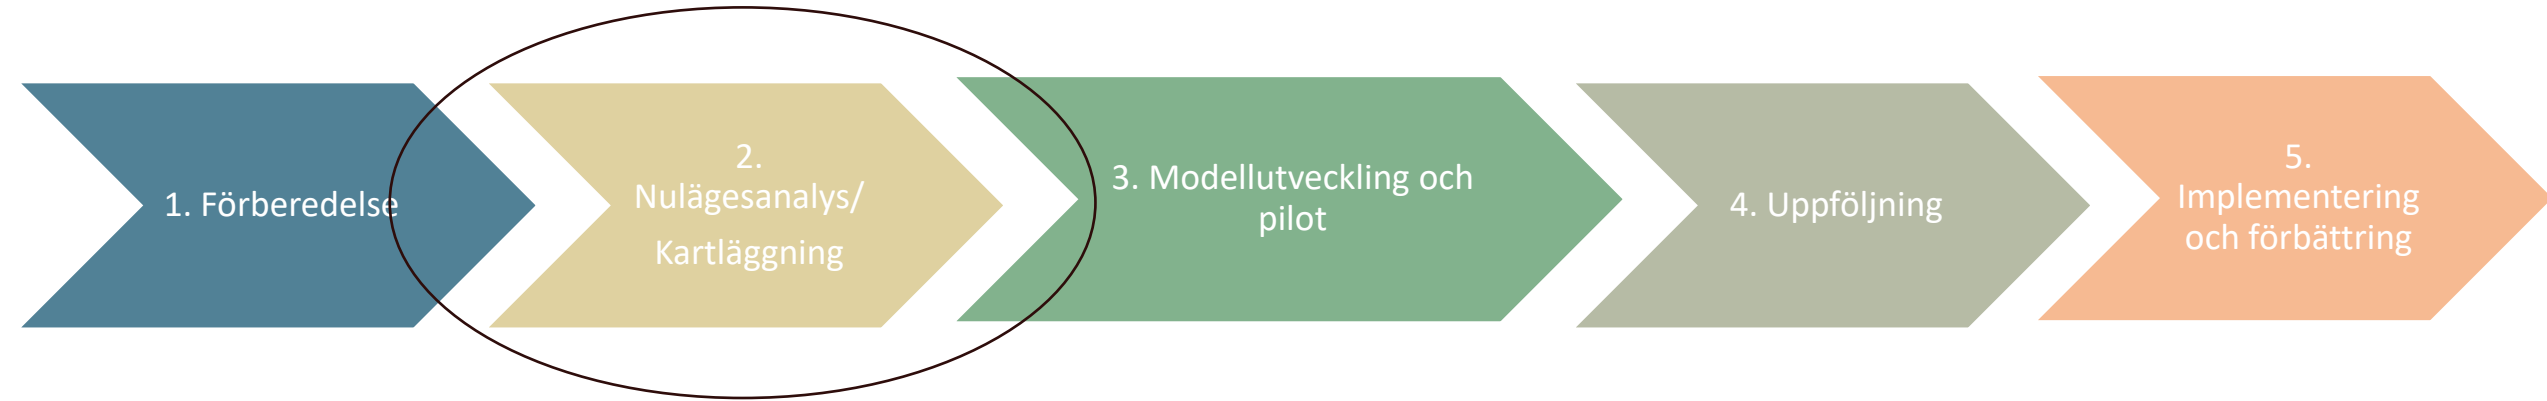 1. Förberedelse
2.
Nulägesanalys/
Kartläggning
3. Modellutveckling och
pilot
4. Uppföljning
5.
Implementering
och förbättring